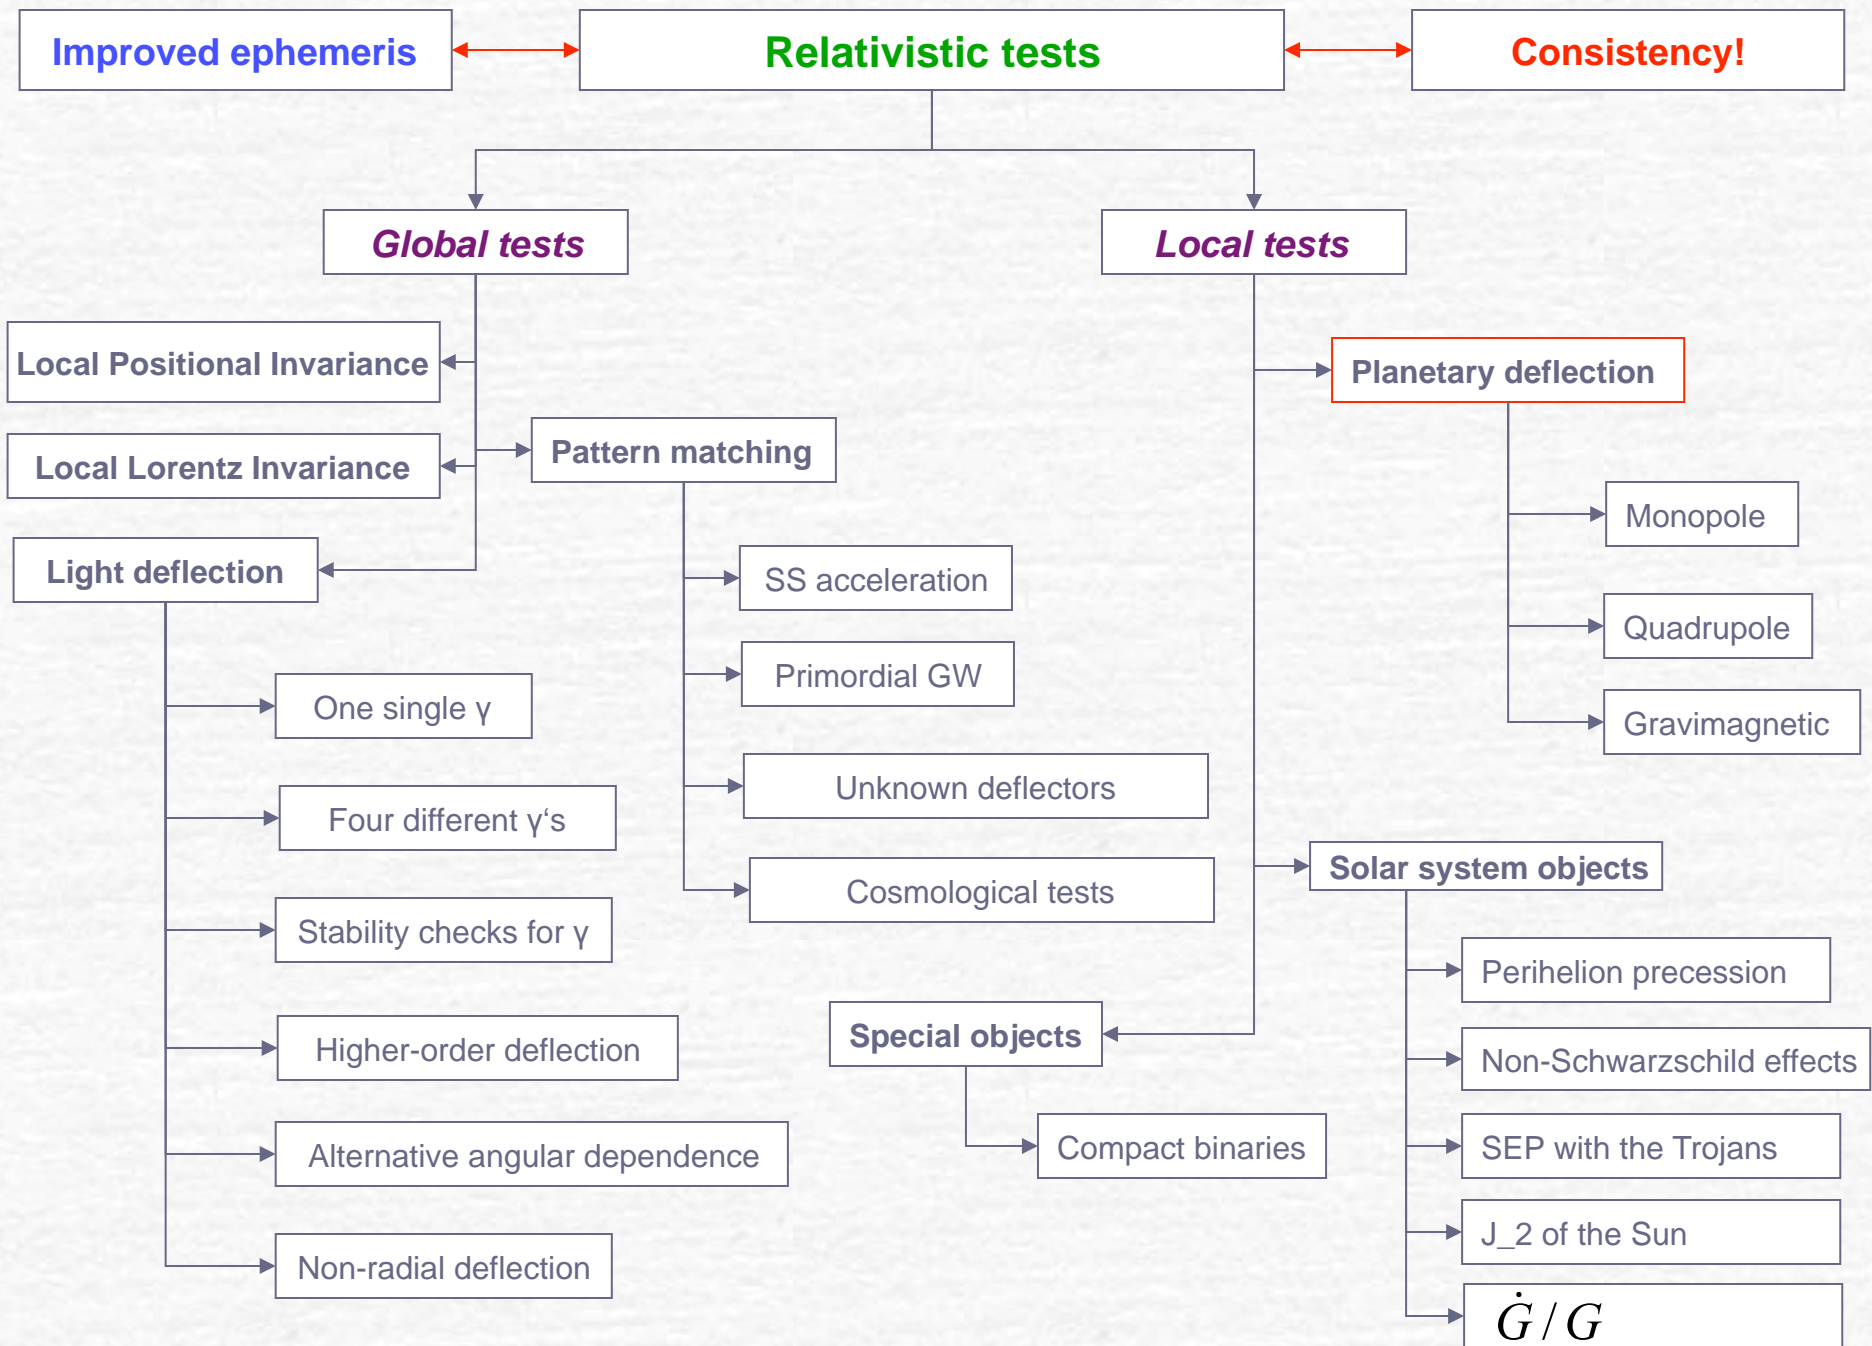 Improved ephemeris
Relativistic tests
Consistency!
Global tests
Local tests
Local Positional Invariance
Planetary deflection
Local Lorentz Invariance
Pattern matching
Monopole
Light deflection
SS acceleration
Quadrupole
Primordial GW
One single γ
Gravimagnetic
Unknown deflectors
Four different γ‘s
Solar system objects
Cosmological tests
Stability checks for γ
Perihelion precession
Special objects
Higher-order deflection
Non-Schwarzschild effects
Alternative angular dependence
Compact binaries
SEP with the Trojans
J_2 of the Sun
Non-radial deflection
Ġ / G